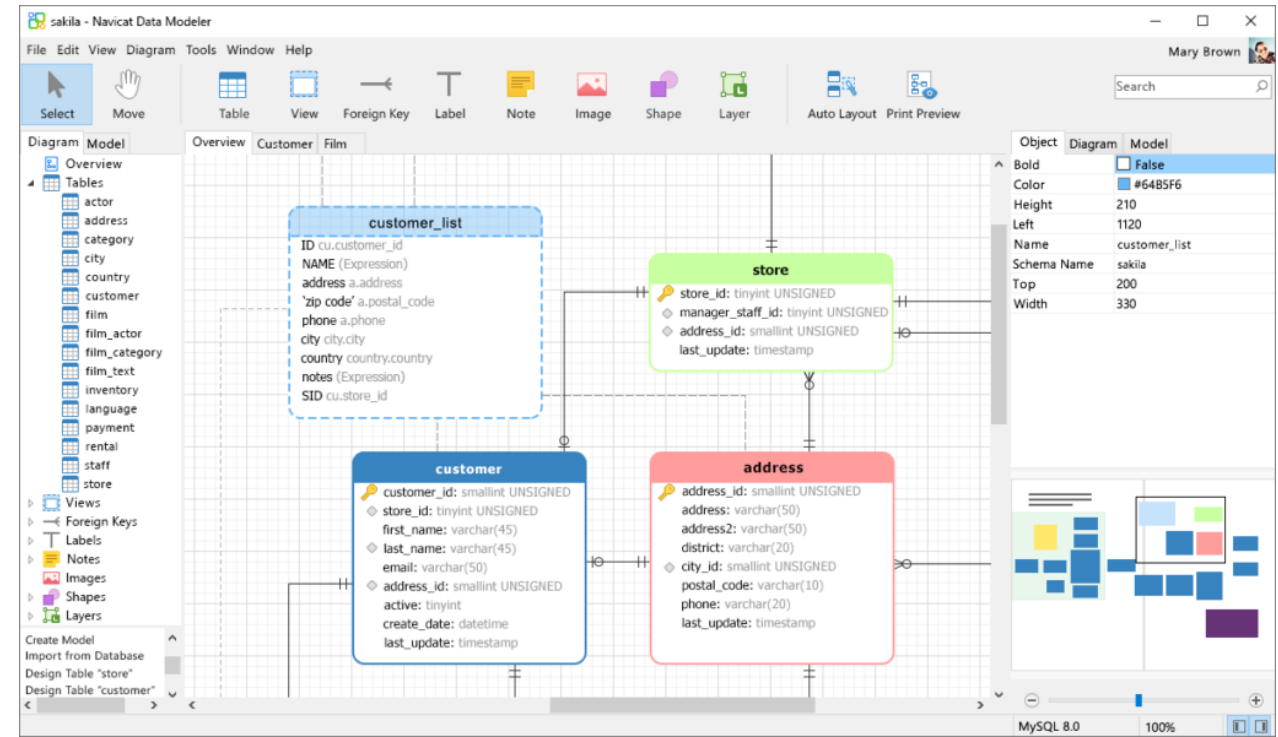 sakila - Navicat Data Modeler
File Edit View Diagram Tools Window Help
Mary Brown
Select Move Table View Foreign Key Label Note Image Shape Layer Auto Layout Print Preview
Search
Diagram Model
Overview
Tables
actor
address
category
city
country
customer
film
film_actor
film_category
film_text
inventory
language
payment
rental
staff
store
Views
Foreign Keys
Labels
Notes
Images
Shapes
Layers
Create Model
Import from Database
Design Table "store"
Design Table "customer"
Overview Customer Film
customer_list
ID cu.customer_id
NAME (Expression)
address a.address
'zip code' a.postal_code
phone a.phone
city city.city
country country.country
notes (Expression)
SID cu.store_id
store
store_id: tinyint UNSIGNED
manager_staff_id: tinyint UNSIGNED
address_id: smallint UNSIGNED
last_update: timestamp
customer
customer_id: smallint UNSIGNED
store_id: tinyint UNSIGNED
first_name: varchar(45)
last_name: varchar(45)
email: varchar(50)
address_id: smallint UNSIGNED
active: tinyint
create_date: datetime
last_update: timestamp
address
address_id: smallint UNSIGNED
address: varchar(50)
address2: varchar(50)
district: varchar(20)
city_id: smallint UNSIGNED
postal_code: varchar(10)
phone: varchar(20)
last_update: timestamp
Object Diagram Model
Bold False
Color #64B5F6
Height 210
Left 1120
Name customer_list
Schema Name sakila
Top 200
Width 330
MySQL 8.0 100%